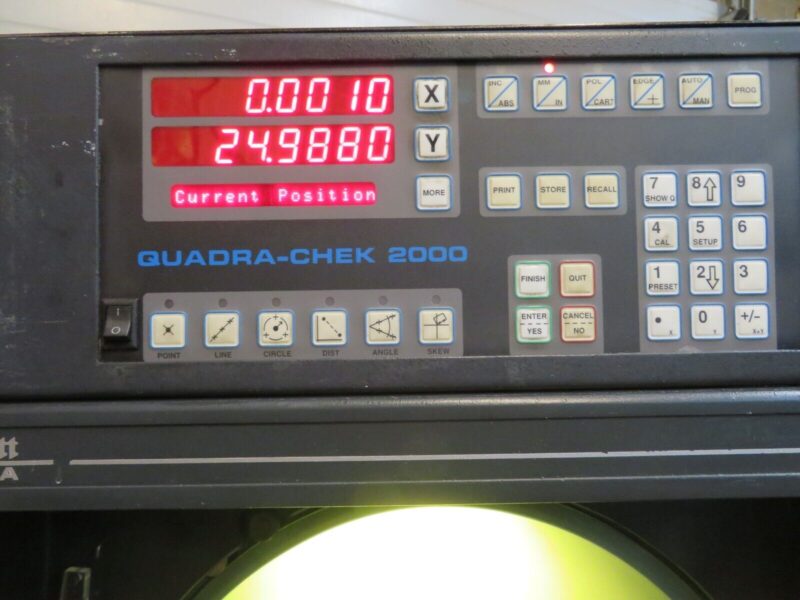 0.0010 X
24.9880 Y
Current Position MORE
INC ABS MM IN POL CART EDGE AUTO MAN PROG
PRINT STORE RECALL
QUADRA-CHEK 2000
7 SHOW Q 8 9
4 CAL 5 SETUP 6
1 PRESET 2 3
• X 0 Y +/- X+Y
FINISH QUIT
ENTER YES CANCEL NO
I
O
POINT LINE CIRCLE DIST ANGLE SKEW
tt
A